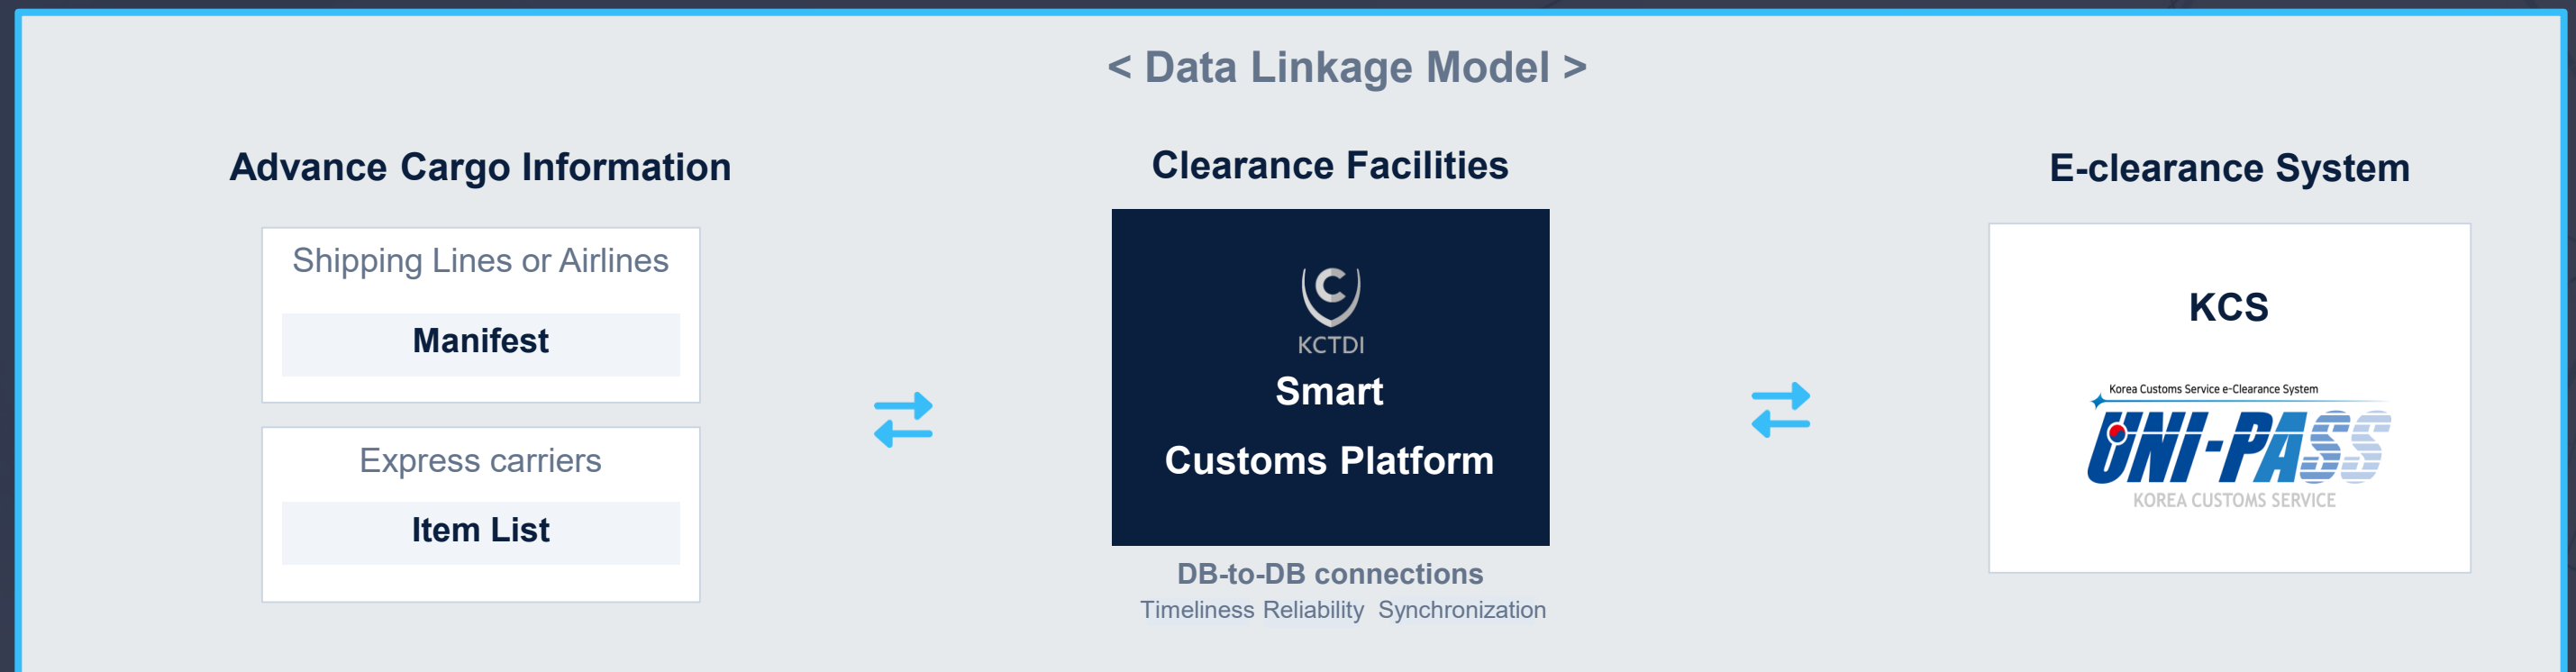 < Data Linkage Model >
Advance Cargo Information
Shipping Lines or Airlines
Manifest
Express carriers
Item List
Clearance Facilities
KCTDI
Smart
Customs Platform
DB-to-DB connections
Timeliness Reliability Synchronization
E-clearance System
KCS
Korea Customs Service e-Clearance System
UNI-PASS
KOREA CUSTOMS SERVICE